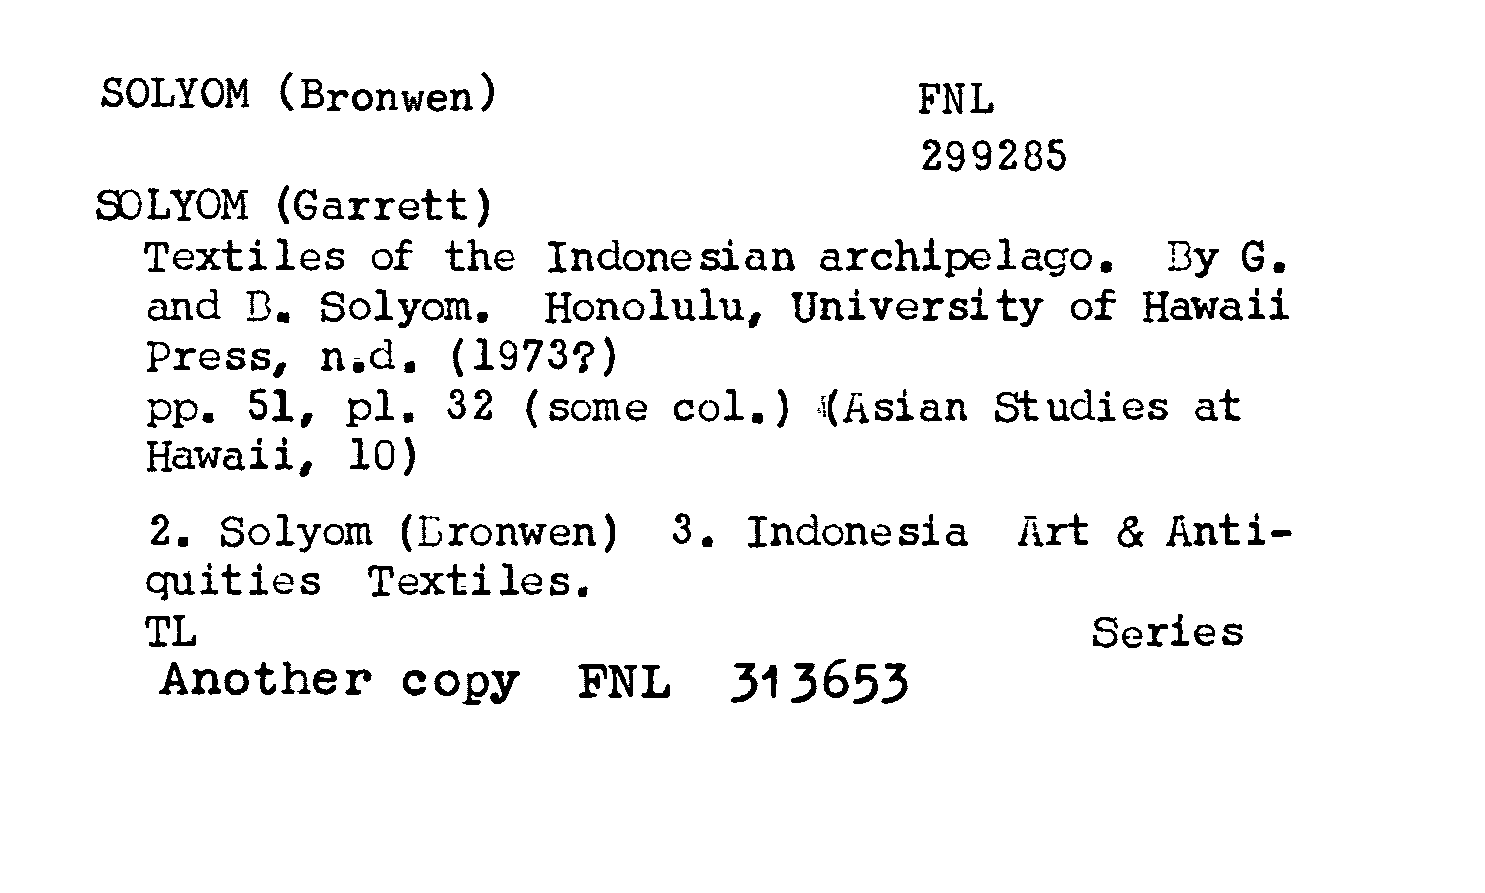 SOLYOM (Bronwen)
FNL
299285
SOLYOM (Garrett)
Textiles of the Indonesian archipelago. By G.
and B. Solyom. Honolulu, University of Hawaii
Press, n.d. (1973?)
pp. 51, pl. 32 (some col.) (Asian Studies at
Hawaii, 10)
2. Solyom (Bronwen) 3. Indonesia Art & Anti-
quities Textiles.
TL Series
Another copy FNL 313653